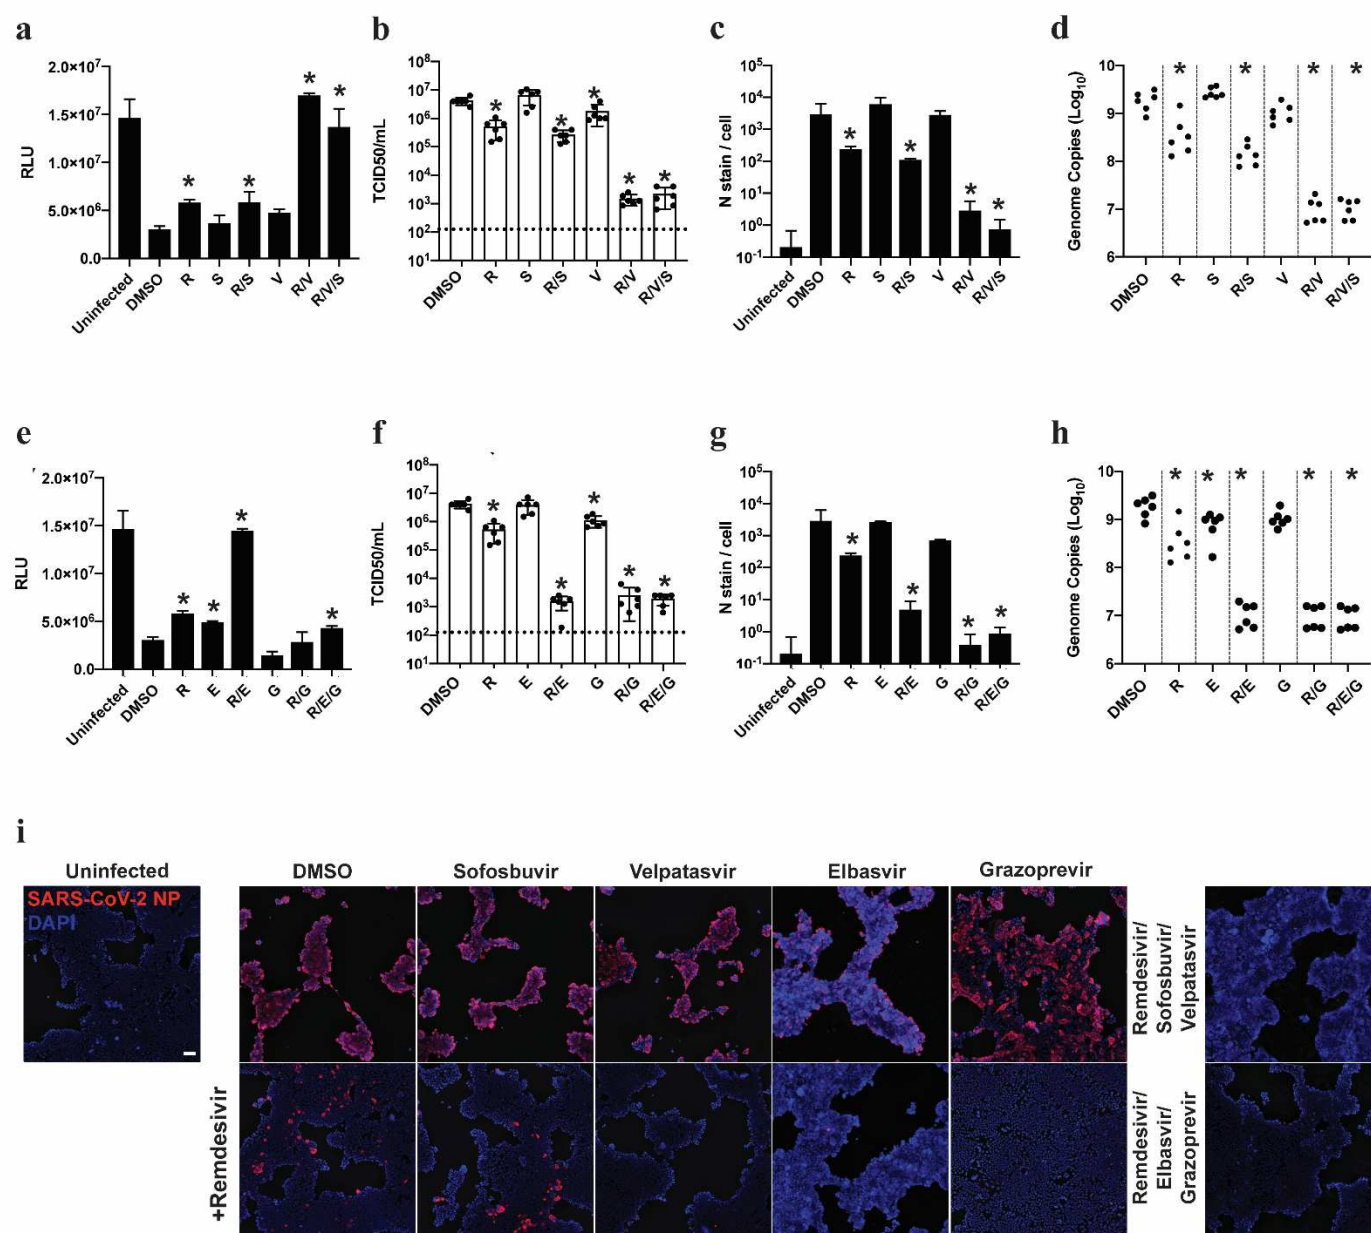 a
2.0×10⁷
1.5×10⁷
1.0×10⁷
5.0×10⁶
0.0
RLU
Uninfected
DMSO
R
S
R/S
V
R/V
R/V/S
* * * *
b
10⁸
10⁷
10⁶
10⁵
10⁴
10³
10²
10¹
TCID50/mL
DMSO
R
S
R/S
V
R/V
R/V/S
* * * * *
c
10⁵
10⁴
10³
10²
10¹
10⁰
10⁻¹
N stain / cell
Uninfected
DMSO
R
S
R/S
V
R/V
R/V/S
* * * *
d
10
9
8
7
6
Genome Copies (Log₁₀)
DMSO
R
S
R/S
V
R/V
R/V/S
* * * *
e
2.0×10⁷
1.5×10⁷
1.0×10⁷
5.0×10⁶
0.0
RLU
Uninfected
DMSO
R
E
R/E
G
R/G
R/E/G
* * * *
f
10⁸
10⁷
10⁶
10⁵
10⁴
10³
10²
10¹
TCID50/mL
DMSO
R
E
R/E
G
R/G
R/E/G
* * * * *
g
10⁵
10⁴
10³
10²
10¹
10⁰
10⁻¹
N stain / cell
Uninfected
DMSO
R
E
R/E
G
R/G
R/E/G
* * * *
h
10
9
8
7
6
Genome Copies (Log₁₀)
DMSO
R
E
R/E
G
R/G
R/E/G
* * * * *
i
Uninfected
SARS-CoV-2 NP
DAPI
DMSO
Sofosbuvir
Velpatasvir
Elbasvir
Grazoprevir
Remdesivir/
Sofosbuvir/
Velpatasvir
+Remdesivir
Remdesivir/
Elbasvir/
Grazoprevir